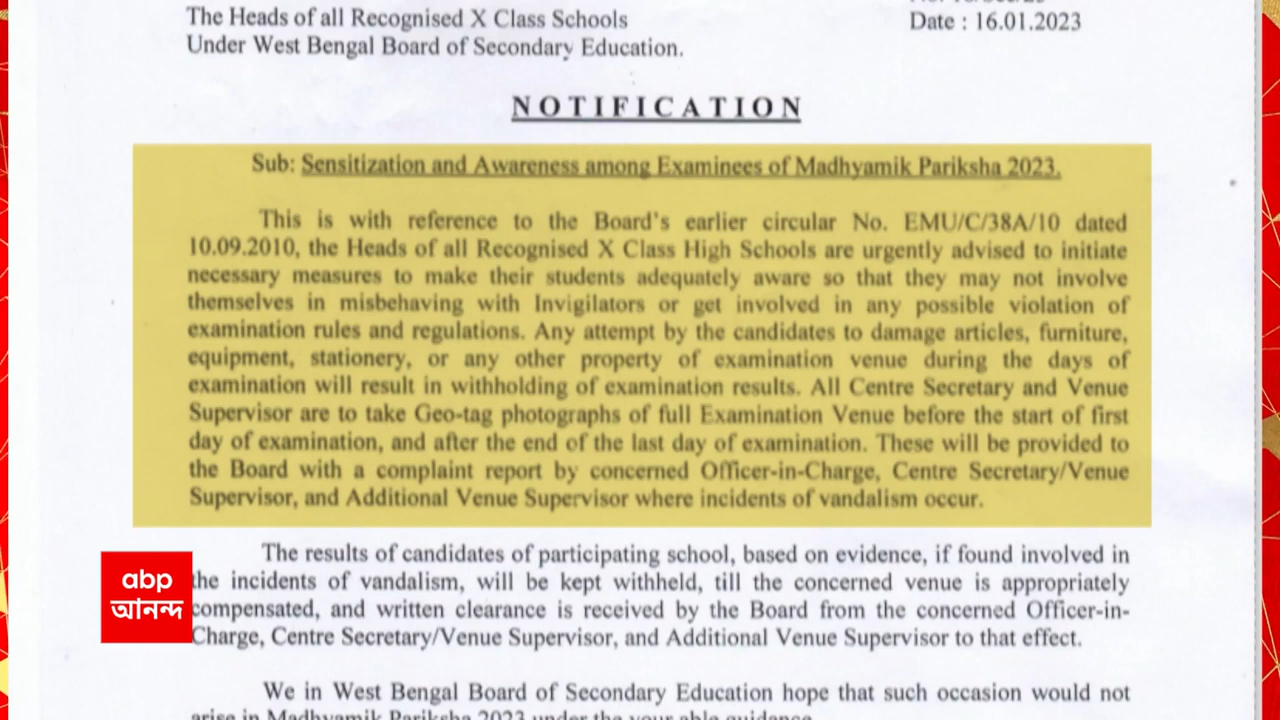 The Heads of all Recognised X Class Schools
Date : 16.01.2023
Under West Bengal Board of Secondary Education.
NOTIFICATION
Sub: Sensitization and Awareness among Examinees of Madhyamik Pariksha 2023.
This is with reference to the Board's earlier circular No. EMU/C/38A/10 dated
10.09.2010, the Heads of all Recognised X Class High Schools are urgently advised to initiate
necessary measures to make their students adequately aware so that they may not involve
themselves in misbehaving with Invigilators or get involved in any possible violation of
examination rules and regulations. Any attempt by the candidates to damage articles, furniture,
equipment, stationery, or any other property of examination venue during the days of
examination will result in withholding of examination results. All Centre Secretary and Venue
Supervisor are to take Geo-tag photographs of full Examination Venue before the start of first
day of examination, and after the end of the last day of examination. These will be provided to
the Board with a complaint report by concerned Officer-in-Charge, Centre Secretary/Venue
Supervisor, and Additional Venue Supervisor where incidents of vandalism occur.
The results of candidates of participating school, based on evidence, if found involved in
the incidents of vandalism, will be kept withheld, till the concerned venue is appropriately
compensated, and written clearance is received by the Board from the concerned Officer-in-
Charge, Centre Secretary/Venue Supervisor, and Additional Venue Supervisor to that effect.
abp
আনন্দ
We in West Bengal Board of Secondary Education hope that such occasion would not
arise in Madhyamik Pariksha 2023 under the your able guidance.